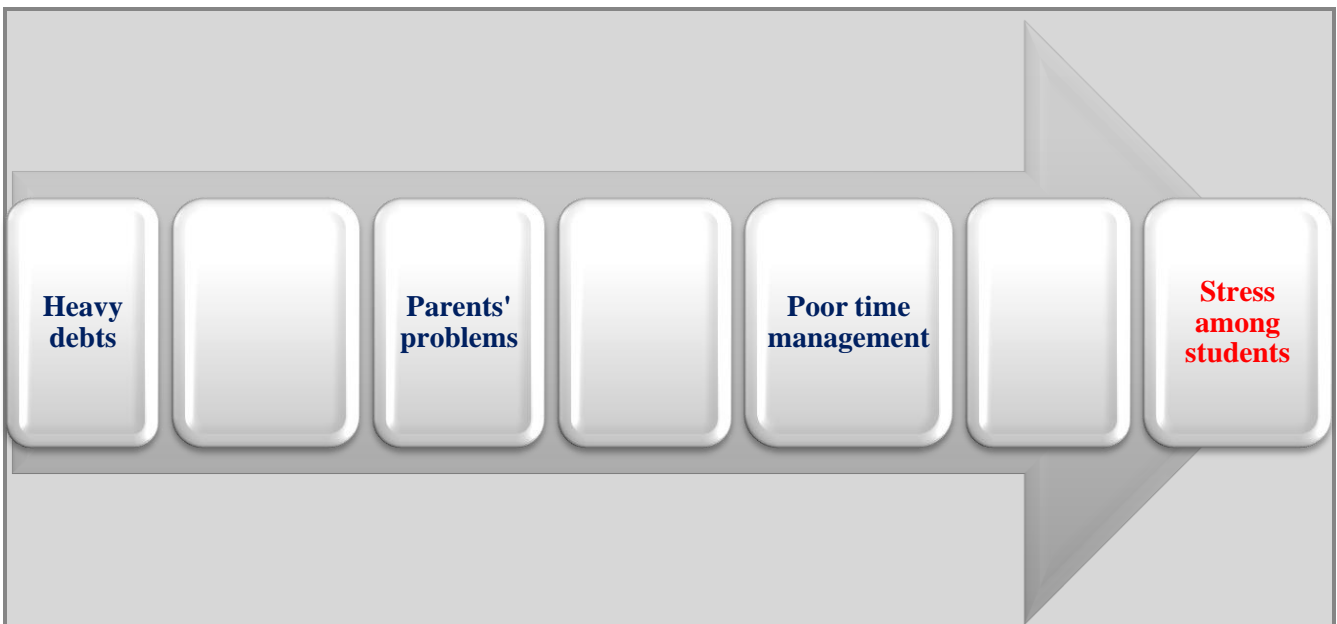 Heavy
debts
Parents'
problems
Poor time
management
Stress
among
students